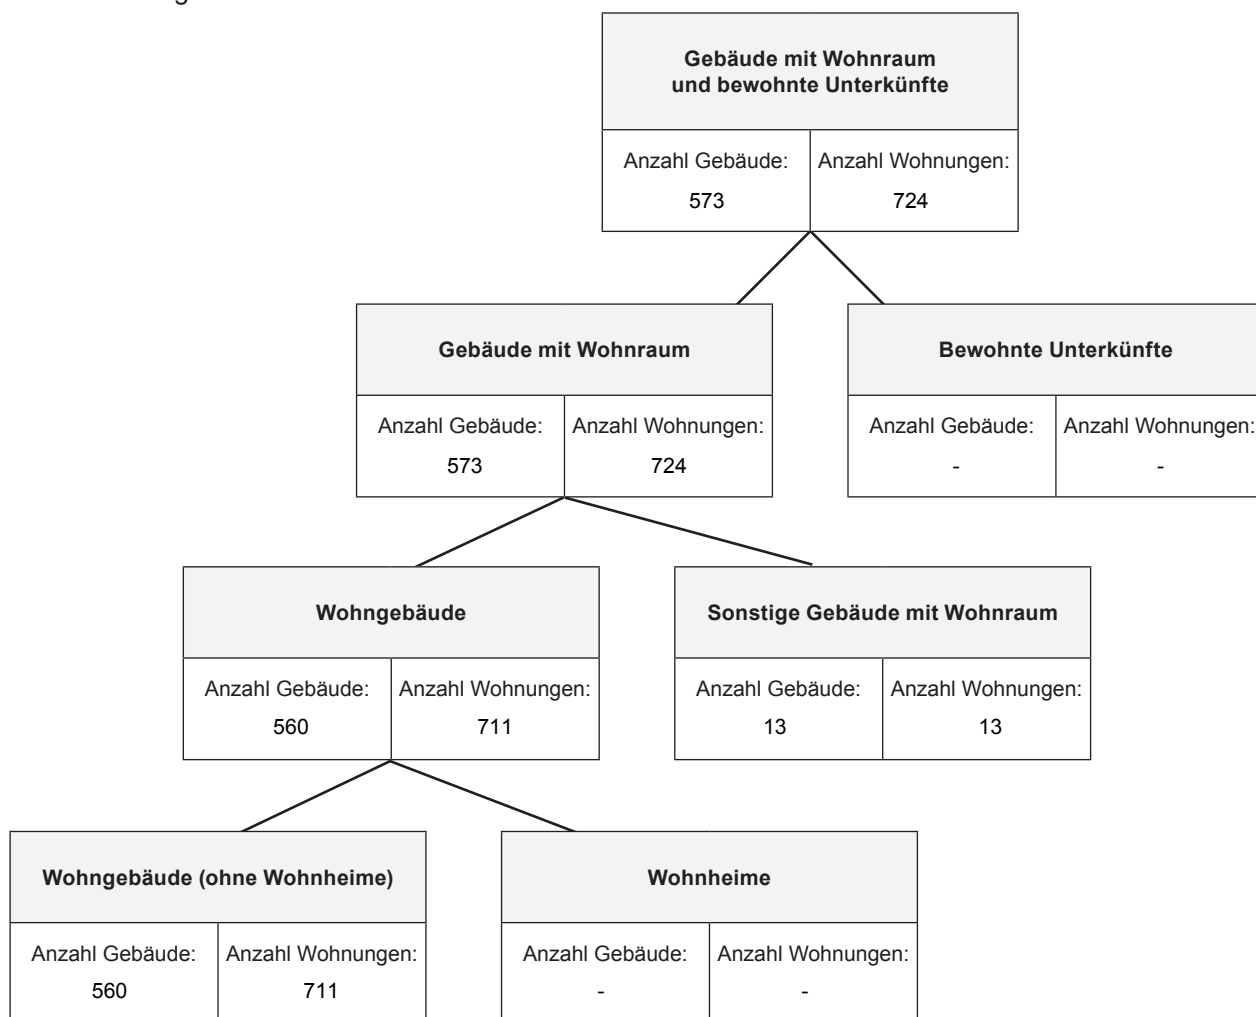 Gebäude mit Wohnraum
und bewohnte Unterkünfte
Anzahl Gebäude: Anzahl Wohnungen:
573 724
Gebäude mit Wohnraum
Anzahl Gebäude: Anzahl Wohnungen:
573 724
Bewohnte Unterkünfte
Anzahl Gebäude: Anzahl Wohnungen:
- -
Wohngebäude
Anzahl Gebäude: Anzahl Wohnungen:
560 711
Sonstige Gebäude mit Wohnraum
Anzahl Gebäude: Anzahl Wohnungen:
13 13
Wohngebäude (ohne Wohnheime)
Anzahl Gebäude: Anzahl Wohnungen:
560 711
Wohnheime
Anzahl Gebäude: Anzahl Wohnungen:
- -